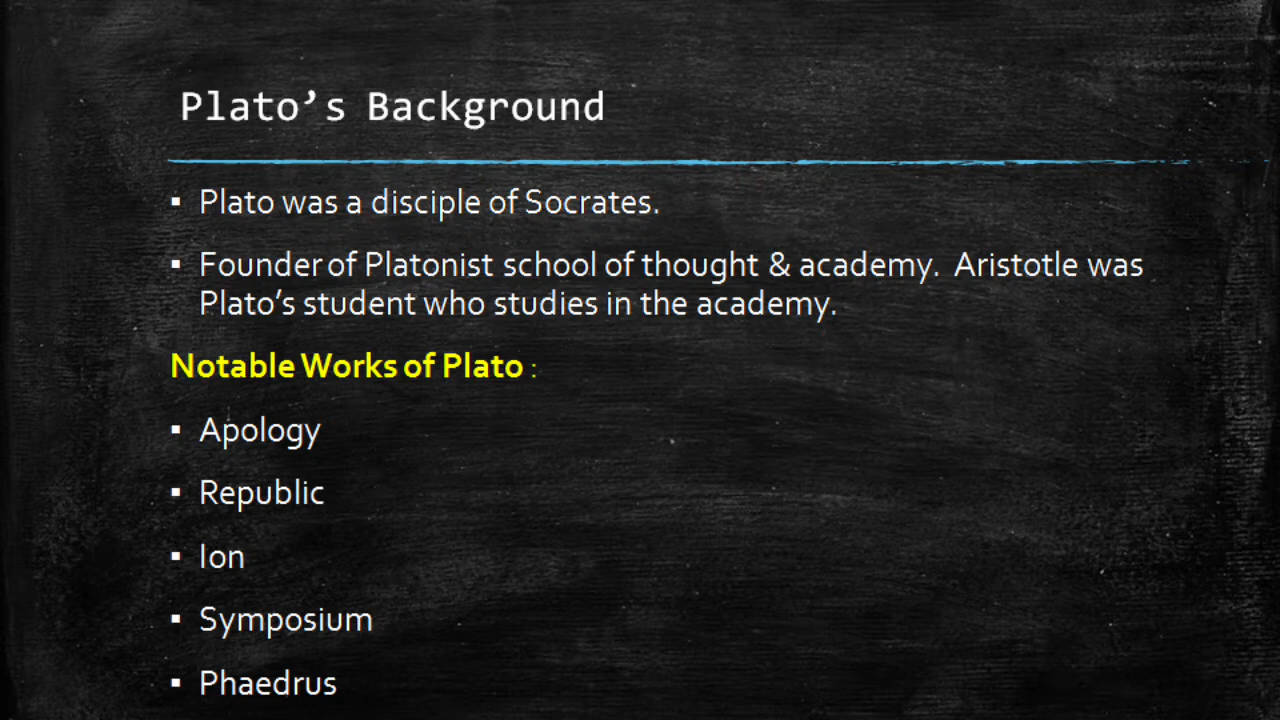 Plato’s Background
▪ Plato was a disciple of Socrates.
▪ Founder of Platonist school of thought & academy. Aristotle was
Plato’s student who studies in the academy.
Notable Works of Plato :
▪ Apology
▪ Republic
▪ Ion
▪ Symposium
▪ Phaedrus